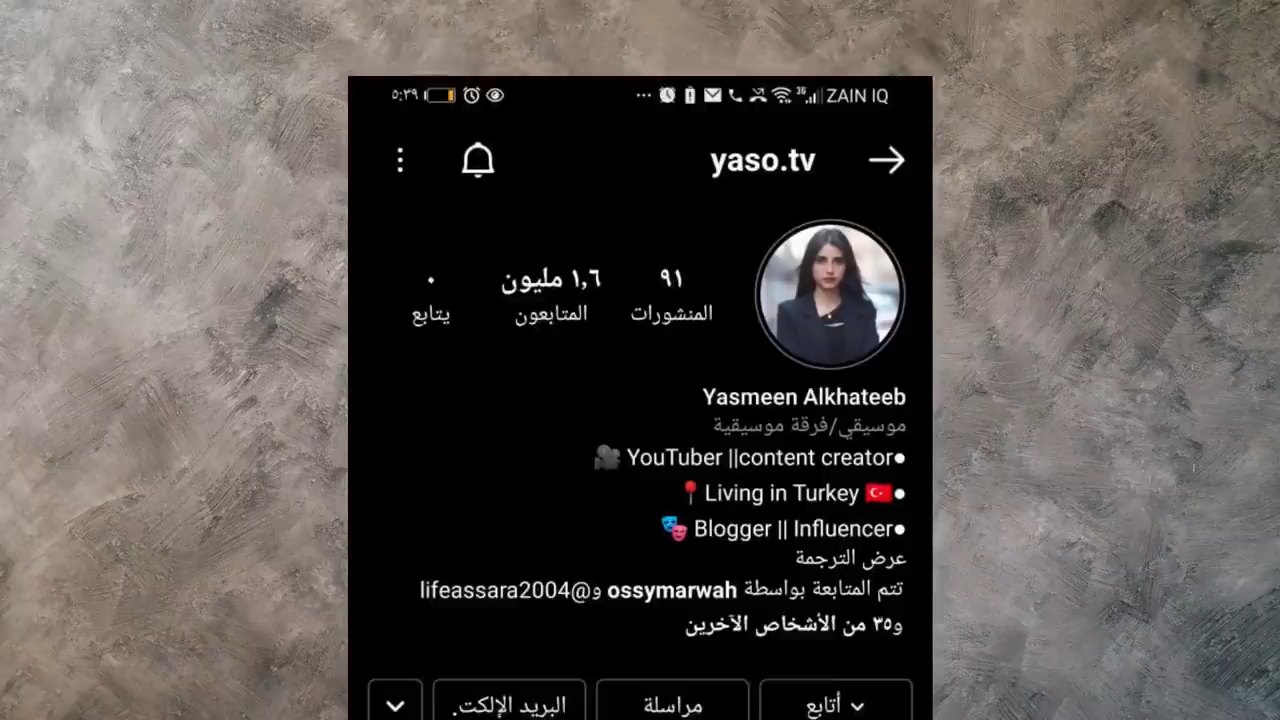 ٥:٣٩ ... 3G ZAIN IQ
yaso.tv
٩١ ١,٦ مليون ٠
المنشورات المتابعون يتابع
Yasmeen Alkhateeb
موسيقي/فرقة موسيقية
●YouTuber ||content creator 🎥
●🇹🇷 Living in Turkey📍
●Blogger || Influencer 🎭
عرض الترجمة
تتم المتابعة بواسطة ossymarwah و@lifeassara2004
و٣٥ من الأشخاص الآخرين
أتابع مراسلة البريد الإلكت.